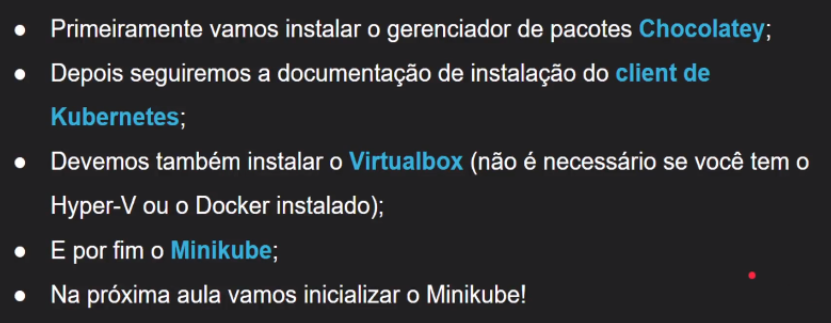 ● Primeiramente vamos instalar o gerenciador de pacotes Chocolatey;
● Depois seguiremos a documentação de instalação do client de
Kubernetes;
● Devemos também instalar o Virtualbox (não é necessário se você tem o
Hyper-V ou o Docker instalado);
● E por fim o Minikube;
● Na próxima aula vamos inicializar o Minikube!